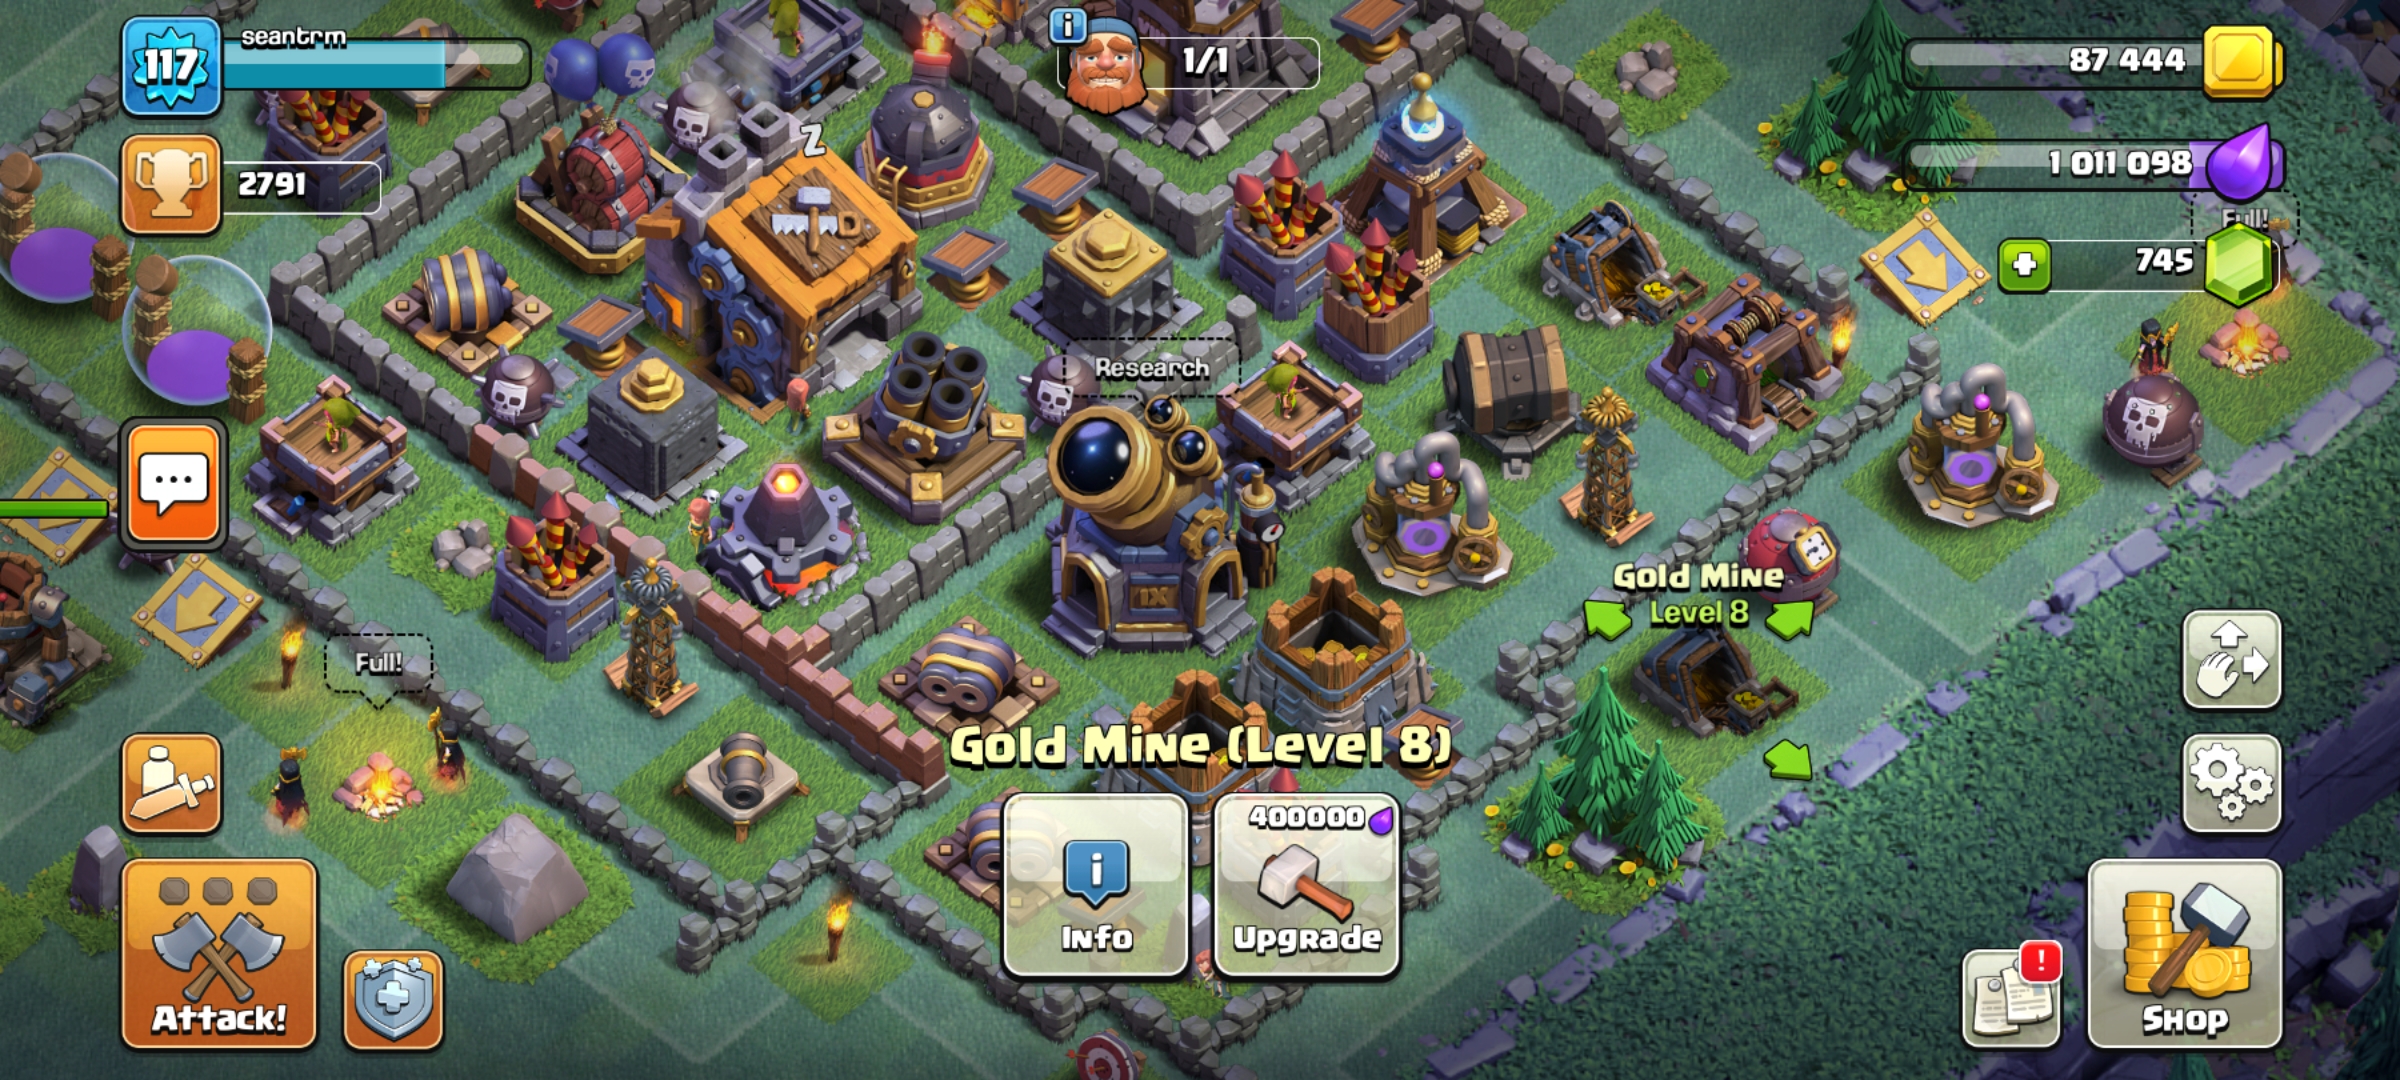 117
seantrm
1/1
87 444
2791
Z
1 011 098
Full!
745
Research
Gold Mine
Level 8
IX
Full!
Gold Mine (Level 8)
400000
Info
Upgrade
Attack!
!
Shop